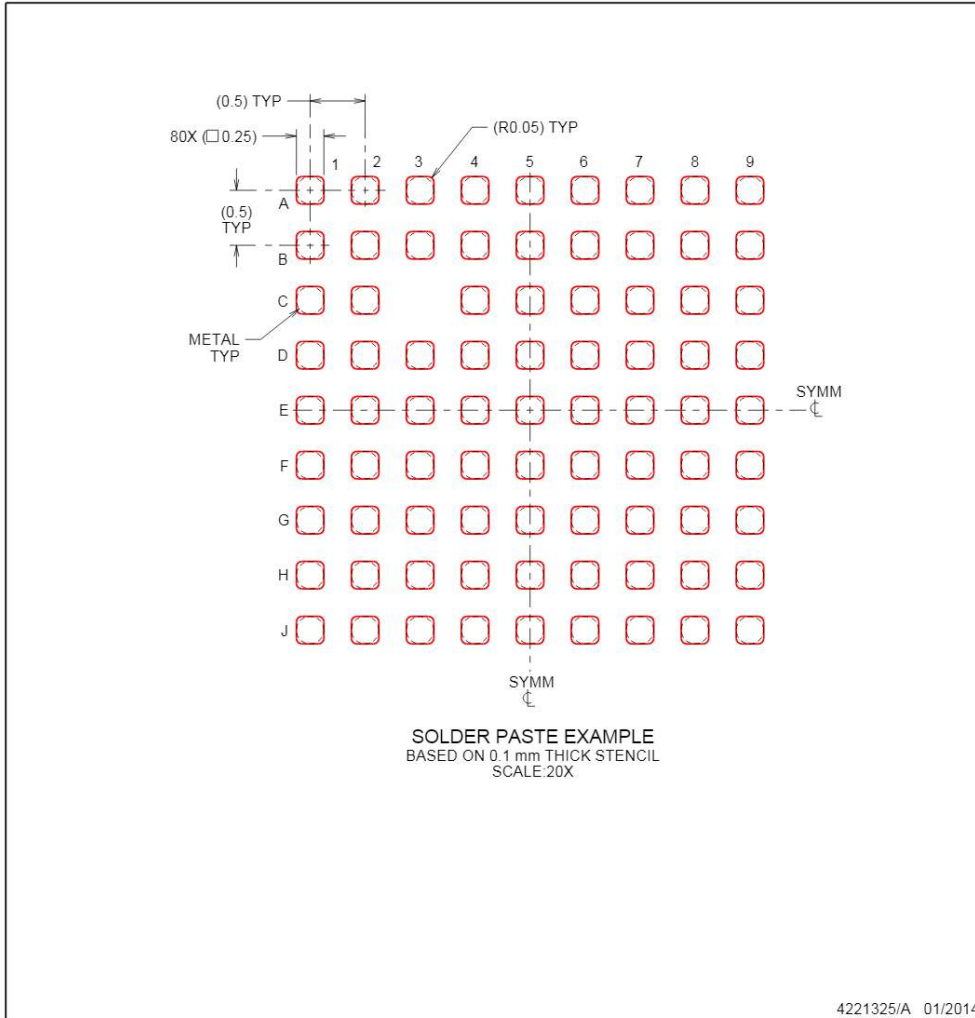 (0.5) TYP
80X (□0.25)
(R0.05) TYP
1 2 3 4 5 6 7 8 9
A
(0.5)
TYP
B
C
METAL
TYP
D
SYMM
℄
E
F
G
H
J
SYMM
℄
SOLDER PASTE EXAMPLE
BASED ON 0.1 mm THICK STENCIL
SCALE:20X
4221325/A 01/2014